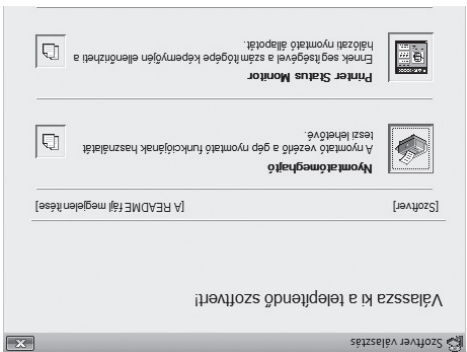 Szoftver választás
Válassza ki a telepítendő szoftvert!
[Szoftver] [A README fájl megjelenítése]
Nyomtatómeghajtó
A nyomtató vezérlő a gép nyomtató funkciójának használatát
teszi lehetővé.
Printer Status Monitor
Ennek segítségével a számítógépe képernyőjén ellenőrizheti a
hálózati nyomtató állapotát.